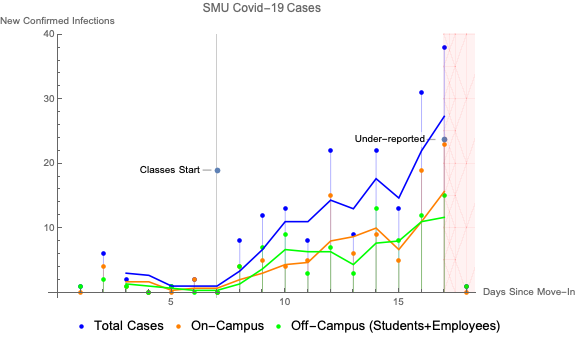 SMU Covid-19 Cases
New Confirmed Infections
40
30
20
10
Under-reported
Classes Start
5
10
15
Days Since Move-In
Total Cases
On-Campus
Off-Campus (Students+Employees)